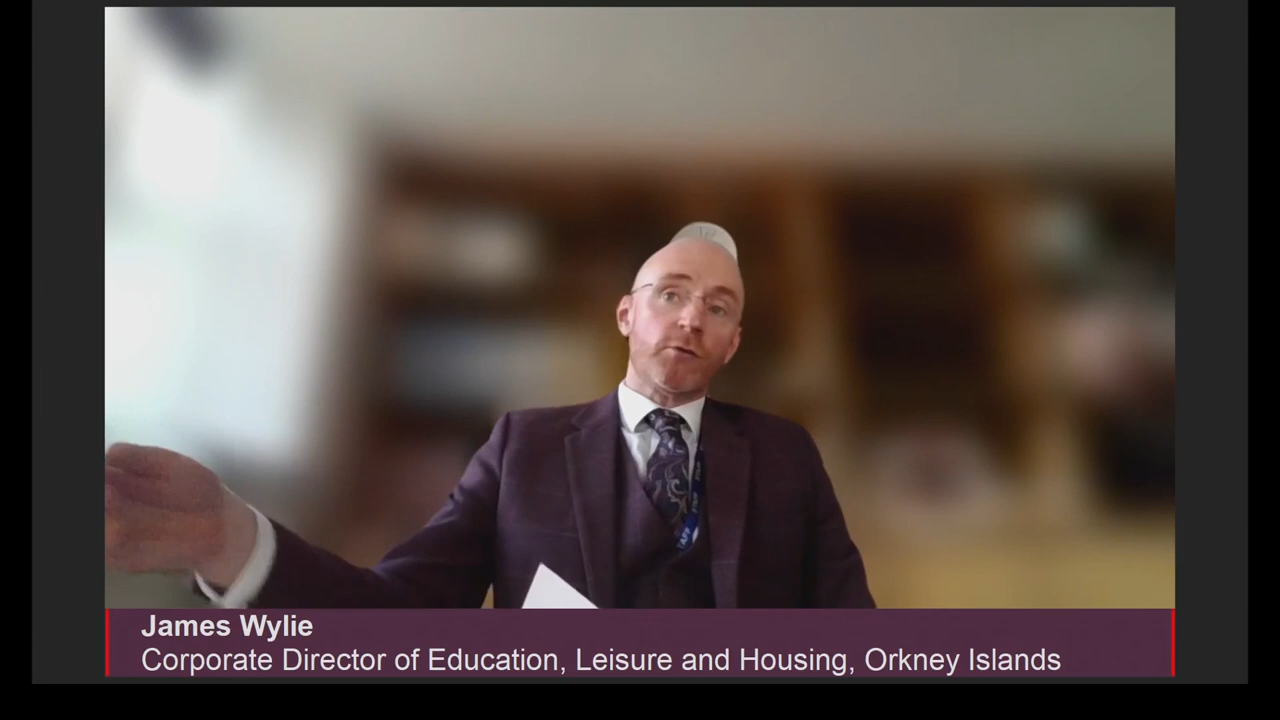 James Wylie
Corporate Director of Education, Leisure and Housing, Orkney Islands